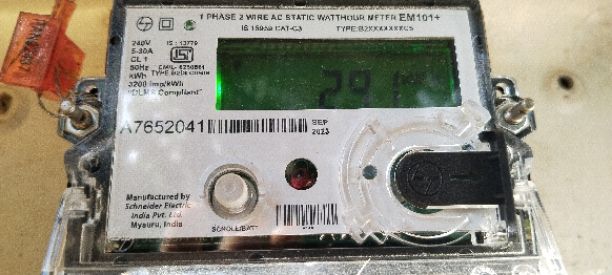 1 PHASE 2 WIRE AC STATIC WATTHOUR METER EM101+
IS 15959 CAT-C3 TYPE:
240V IS : 13779
5-30A
CL 1
50Hz
kWh
3200 imp/kWh
"DLMS Compliant"
29
A7652041
SEP
2023
Manufactured by
Schneider Electric
India Pvt. Ltd.
Mysuru, India
SCROLL/BATT